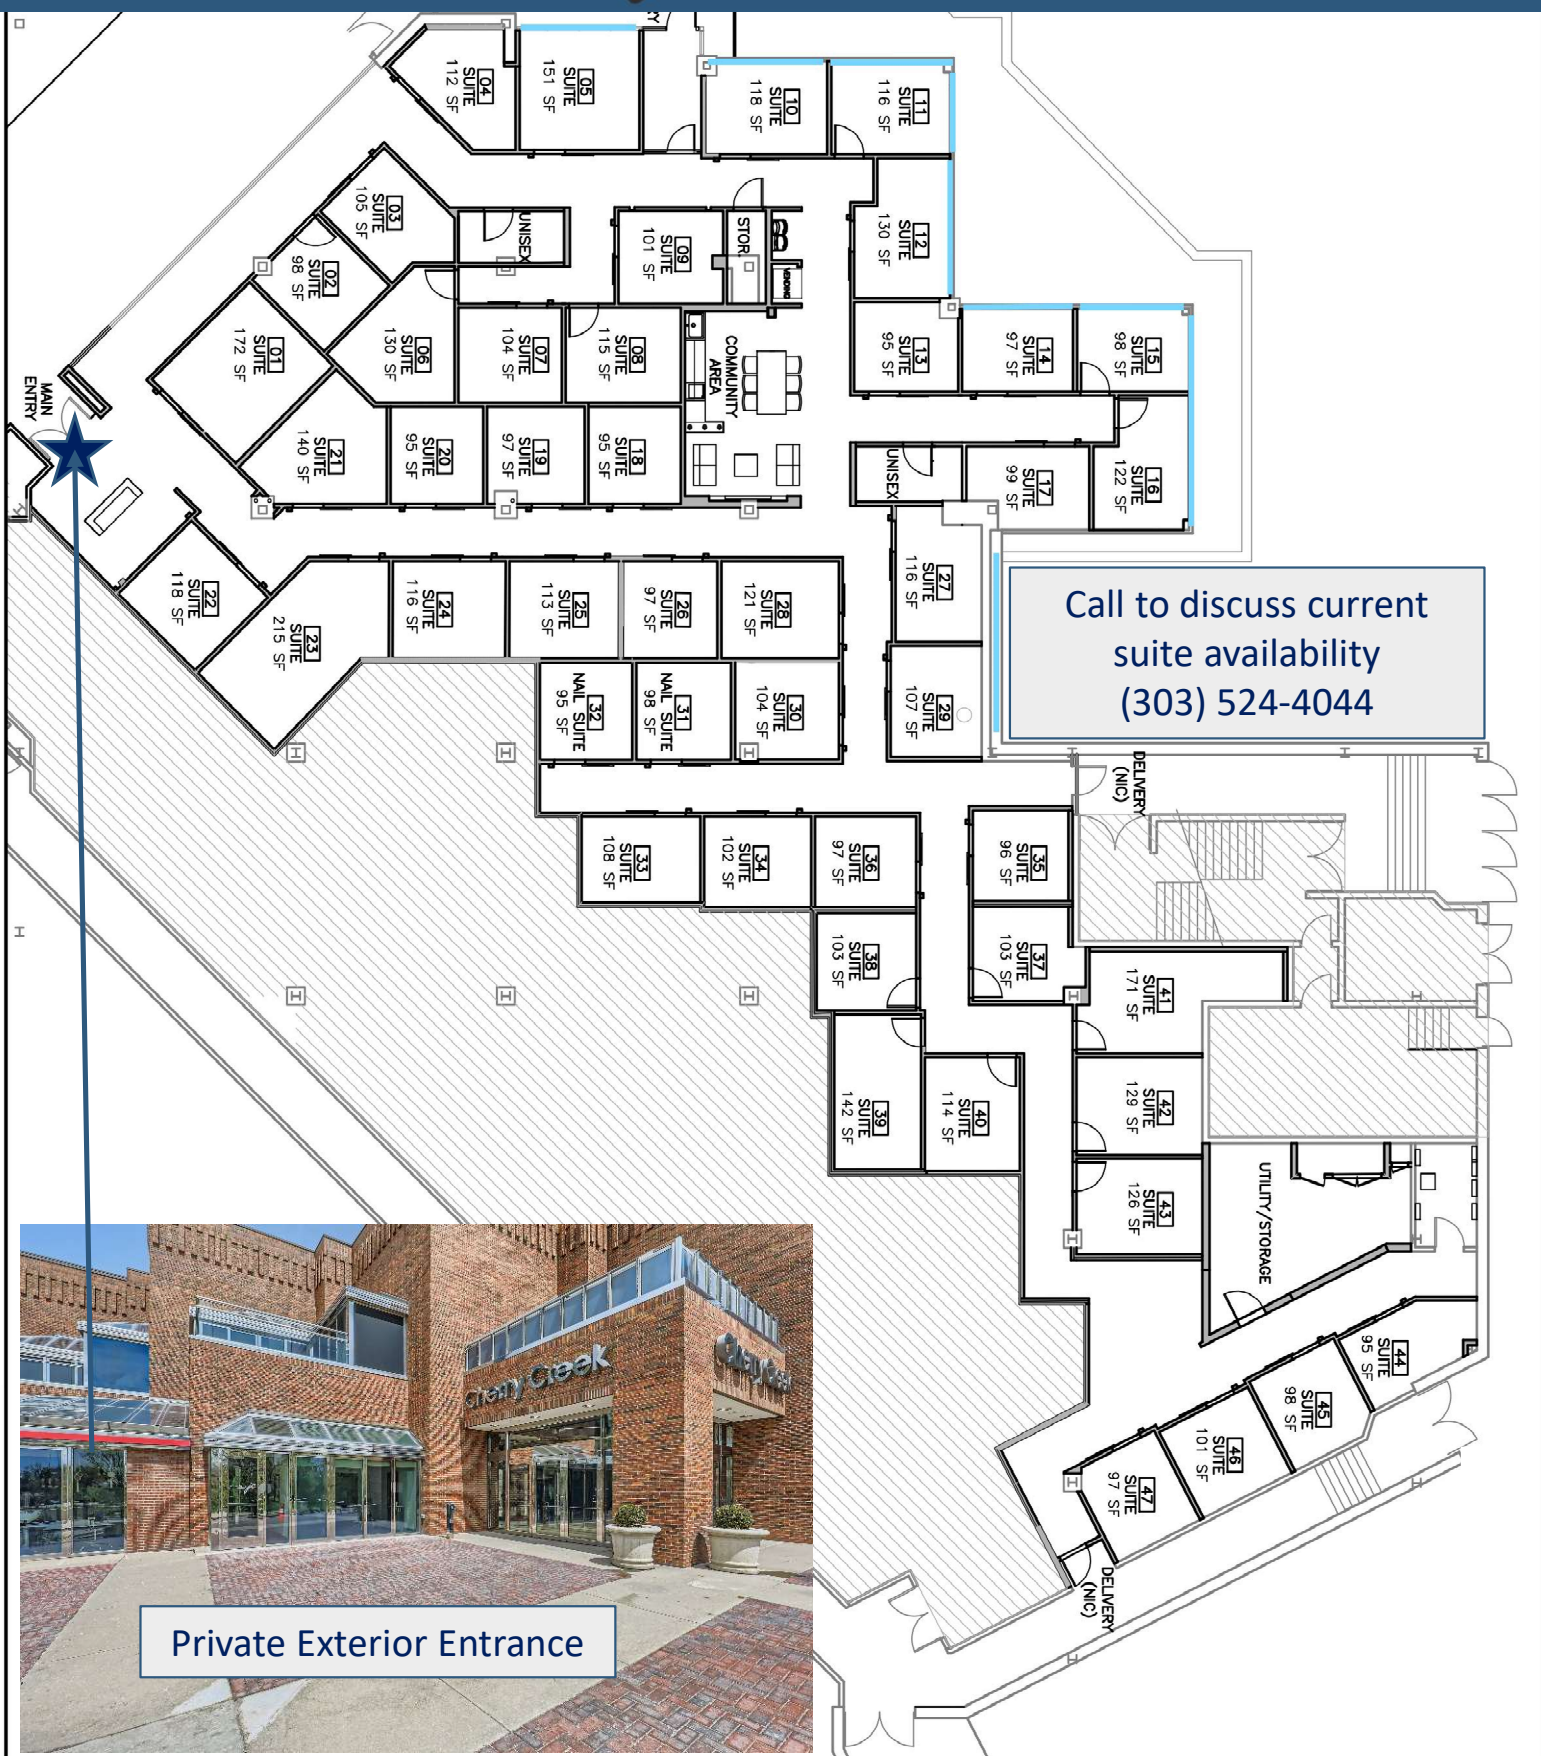 04
SUITE
112 SF
05
SUITE
151 SF
10
SUITE
118 SF
11
SUITE
116 SF
03
SUITE
105 SF
UNISEX
09
SUITE
101 SF
STOR.
VENDING
12
SUITE
130 SF
02
SUITE
98 SF
01
SUITE
172 SF
06
SUITE
130 SF
07
SUITE
104 SF
08
SUITE
115 SF
COMMUNITY
AREA
13
SUITE
95 SF
14
SUITE
97 SF
15
SUITE
98 SF
MAIN
ENTRY
21
SUITE
140 SF
20
SUITE
95 SF
19
SUITE
97 SF
18
SUITE
95 SF
UNISEX
17
SUITE
99 SF
16
SUITE
122 SF
22
SUITE
118 SF
23
SUITE
215 SF
24
SUITE
116 SF
25
SUITE
113 SF
26
SUITE
97 SF
28
SUITE
121 SF
27
SUITE
116 SF
Call to discuss current
suite availability
(303) 524-4044
32
NAIL SUITE
95 SF
31
NAIL SUITE
98 SF
30
SUITE
104 SF
29
SUITE
107 SF
DELIVERY
(NIC)
33
SUITE
108 SF
34
SUITE
102 SF
36
SUITE
97 SF
35
SUITE
96 SF
38
SUITE
103 SF
37
SUITE
103 SF
41
SUITE
171 SF
39
SUITE
142 SF
40
SUITE
114 SF
42
SUITE
129 SF
43
SUITE
126 SF
UTILITY/STORAGE
44
SUITE
95 SF
45
SUITE
98 SF
46
SUITE
101 SF
47
SUITE
97 SF
DELIVERY
(NIC)
Cherry Creek
Cherry Creek
Private Exterior Entrance